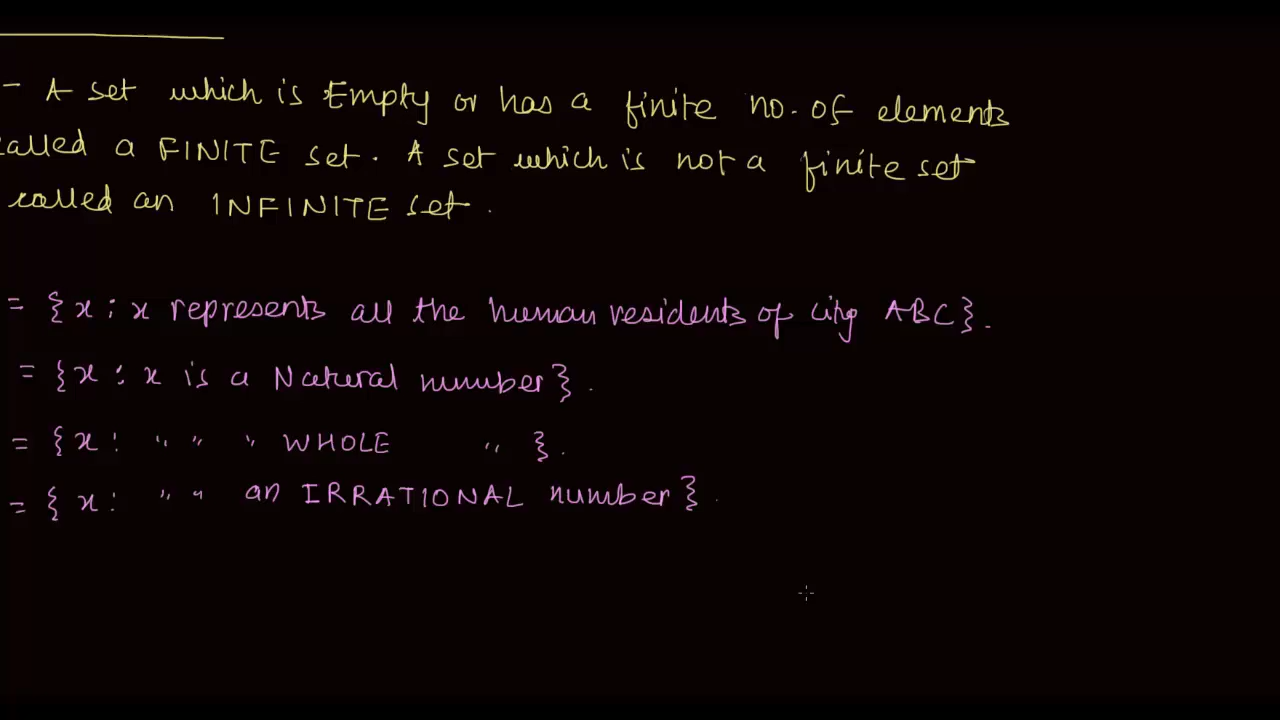 - A set which is Empty or has a finite no. of elements
called a FINITE set. A set which is not a finite set
called an INFINITE set.
= {x : x represents all the human residents of city ABC}.
= {x : x is a Natural number}.
= {x : " " " WHOLE " }.
= {x : " " an IRRATIONAL number}.